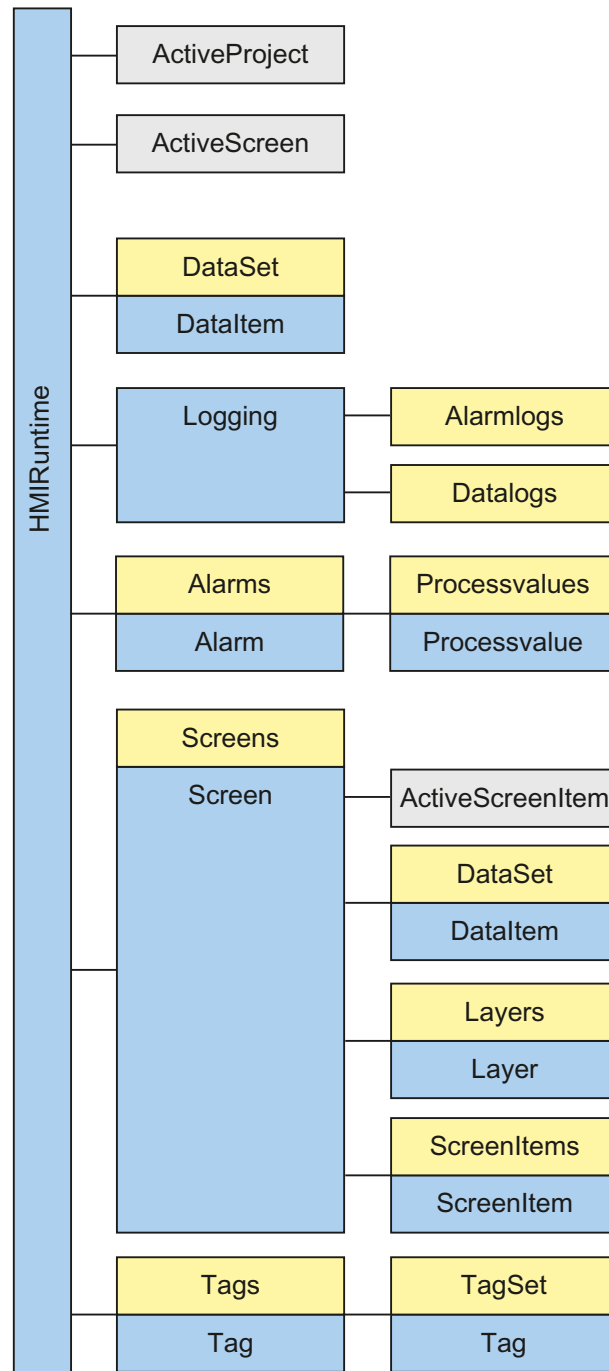 HMIRuntime
ActiveProject
ActiveScreen
DataSet
DataItem
Logging
Alarmlogs
Datalogs
Alarms
Alarm
Processvalues
Processvalue
Screens
Screen
ActiveScreenItem
DataSet
DataItem
Layers
Layer
ScreenItems
ScreenItem
Tags
Tag
TagSet
Tag